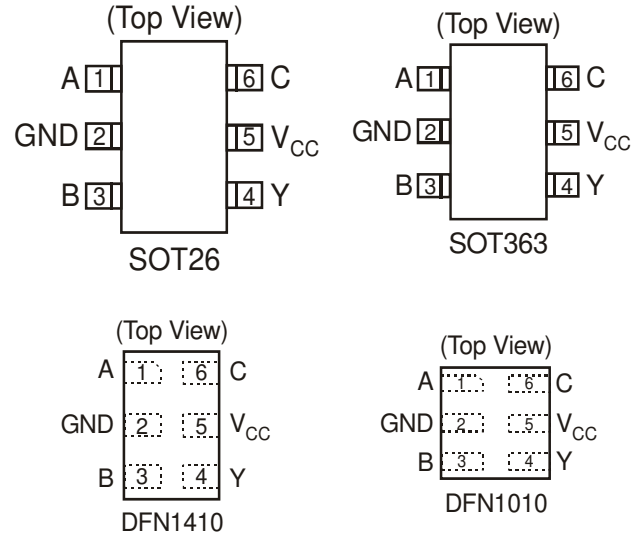 (Top View)
A 1 6 C
GND 2 5 VCC
B 3 4 Y
SOT26
(Top View)
A 1 6 C
GND 2 5 VCC
B 3 4 Y
SOT363
(Top View)
A 1 6 C
GND 2 5 VCC
B 3 4 Y
DFN1410
(Top View)
A 1 6 C
GND 2 5 VCC
B 3 4 Y
DFN1010